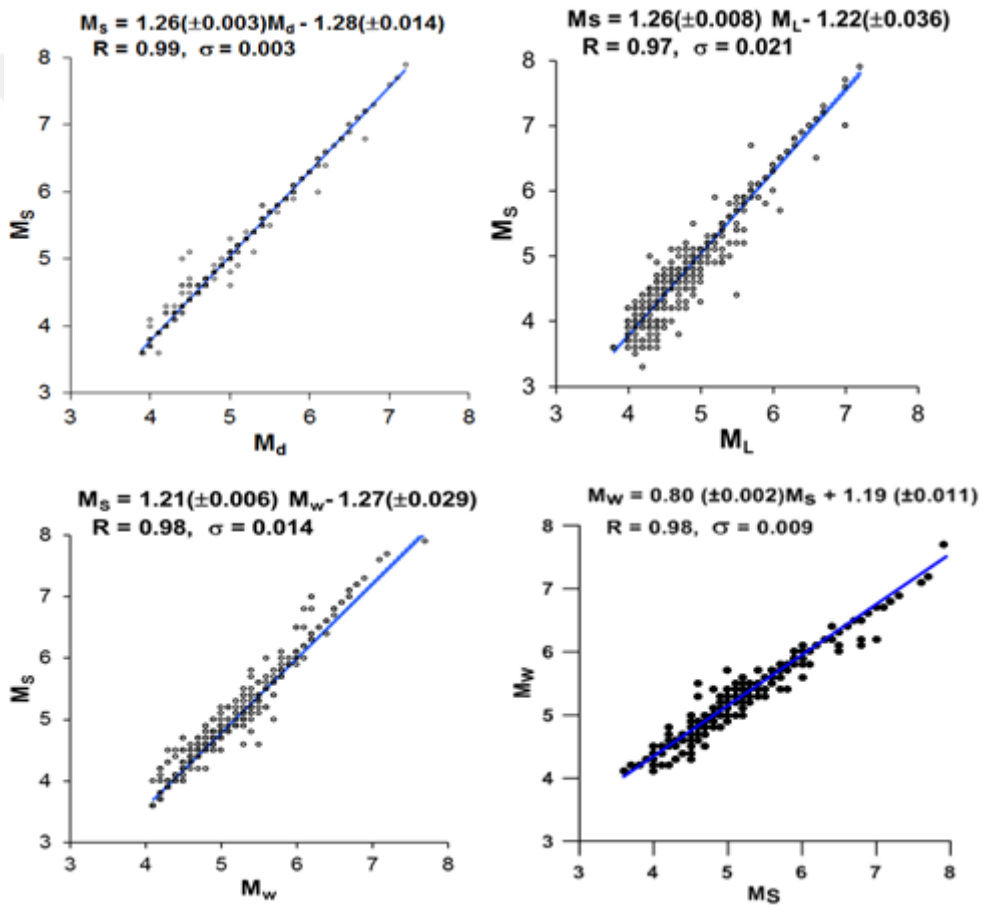 Ms = 1.26(±0.003)Md - 1.28(±0.014)
R = 0.99, σ = 0.003
8
7
6
5
4
3
MS
3 4 5 6 7 8
Md
Ms = 1.26(±0.008) ML - 1.22(±0.036)
R = 0.97, σ = 0.021
8
7
6
5
4
3
MS
3 4 5 6 7 8
ML
MS = 1.21(±0.006) Mw - 1.27(±0.029)
R = 0.98, σ = 0.014
8
7
6
5
4
3
MS
3 4 5 6 7 8
Mw
MW = 0.80 (±0.002)MS + 1.19 (±0.011)
R = 0.98, σ = 0.009
8
7
6
5
4
3
MW
3 4 5 6 7 8
MS